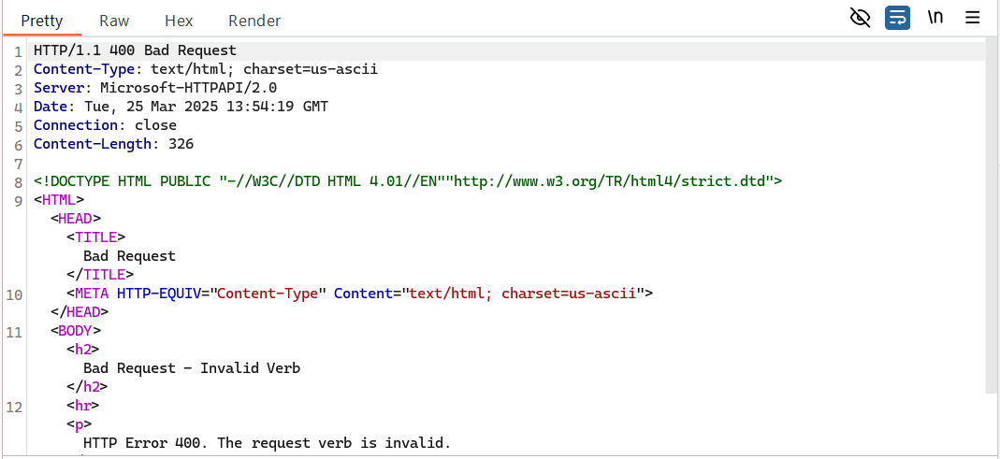 Pretty Raw Hex Render \n
1 HTTP/1.1 400 Bad Request
2 Content-Type: text/html; charset=us-ascii
3 Server: Microsoft-HTTPAPI/2.0
4 Date: Tue, 25 Mar 2025 13:54:19 GMT
5 Connection: close
6 Content-Length: 326
7
8 <!DOCTYPE HTML PUBLIC "-//W3C//DTD HTML 4.01//EN""http://www.w3.org/TR/html4/strict.dtd">
9 <HTML>
<HEAD>
<TITLE>
Bad Request
</TITLE>
10 <META HTTP-EQUIV="Content-Type" Content="text/html; charset=us-ascii">
</HEAD>
11 <BODY>
<h2>
Bad Request - Invalid Verb
</h2>
12 <hr>
<p>
HTTP Error 400. The request verb is invalid.